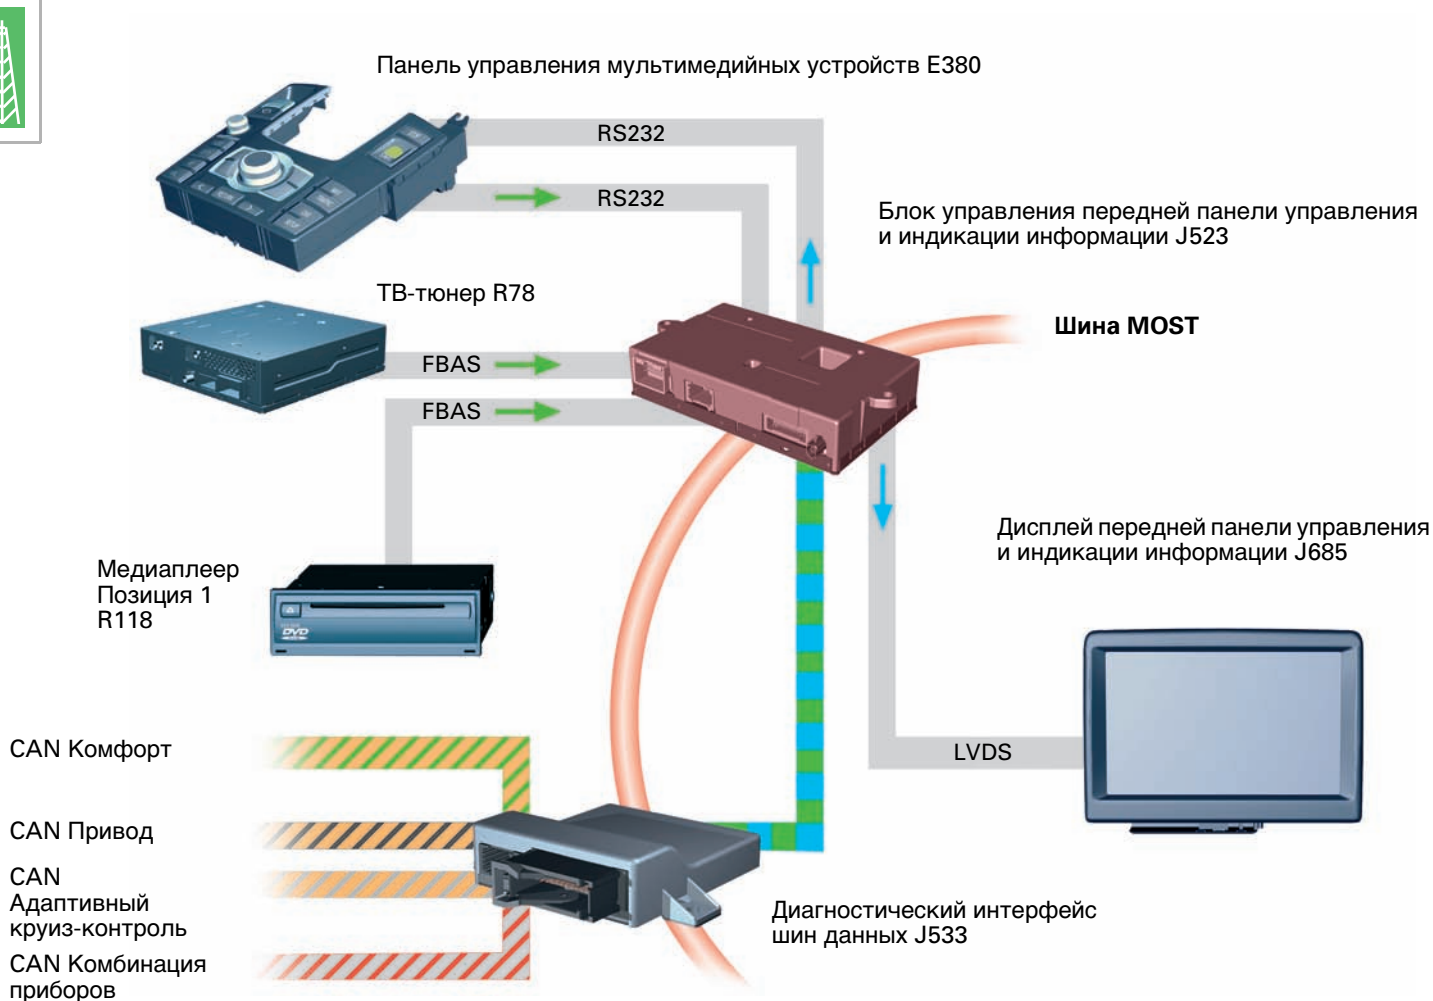 Панель управления мультимедийных устройств E380
RS232
RS232
Блок управления передней панели управления
и индикации информации J523
ТВ-тюнер R78
Шина MOST
FBAS
FBAS
Дисплей передней панели управления
и индикации информации J685
Медиаплеер
Позиция 1
R118
DVD
CAN Комфорт
LVDS
CAN Привод
CAN
Адаптивный
круиз-контроль
Диагностический интерфейс
шин данных J533
CAN Комбинация
приборов